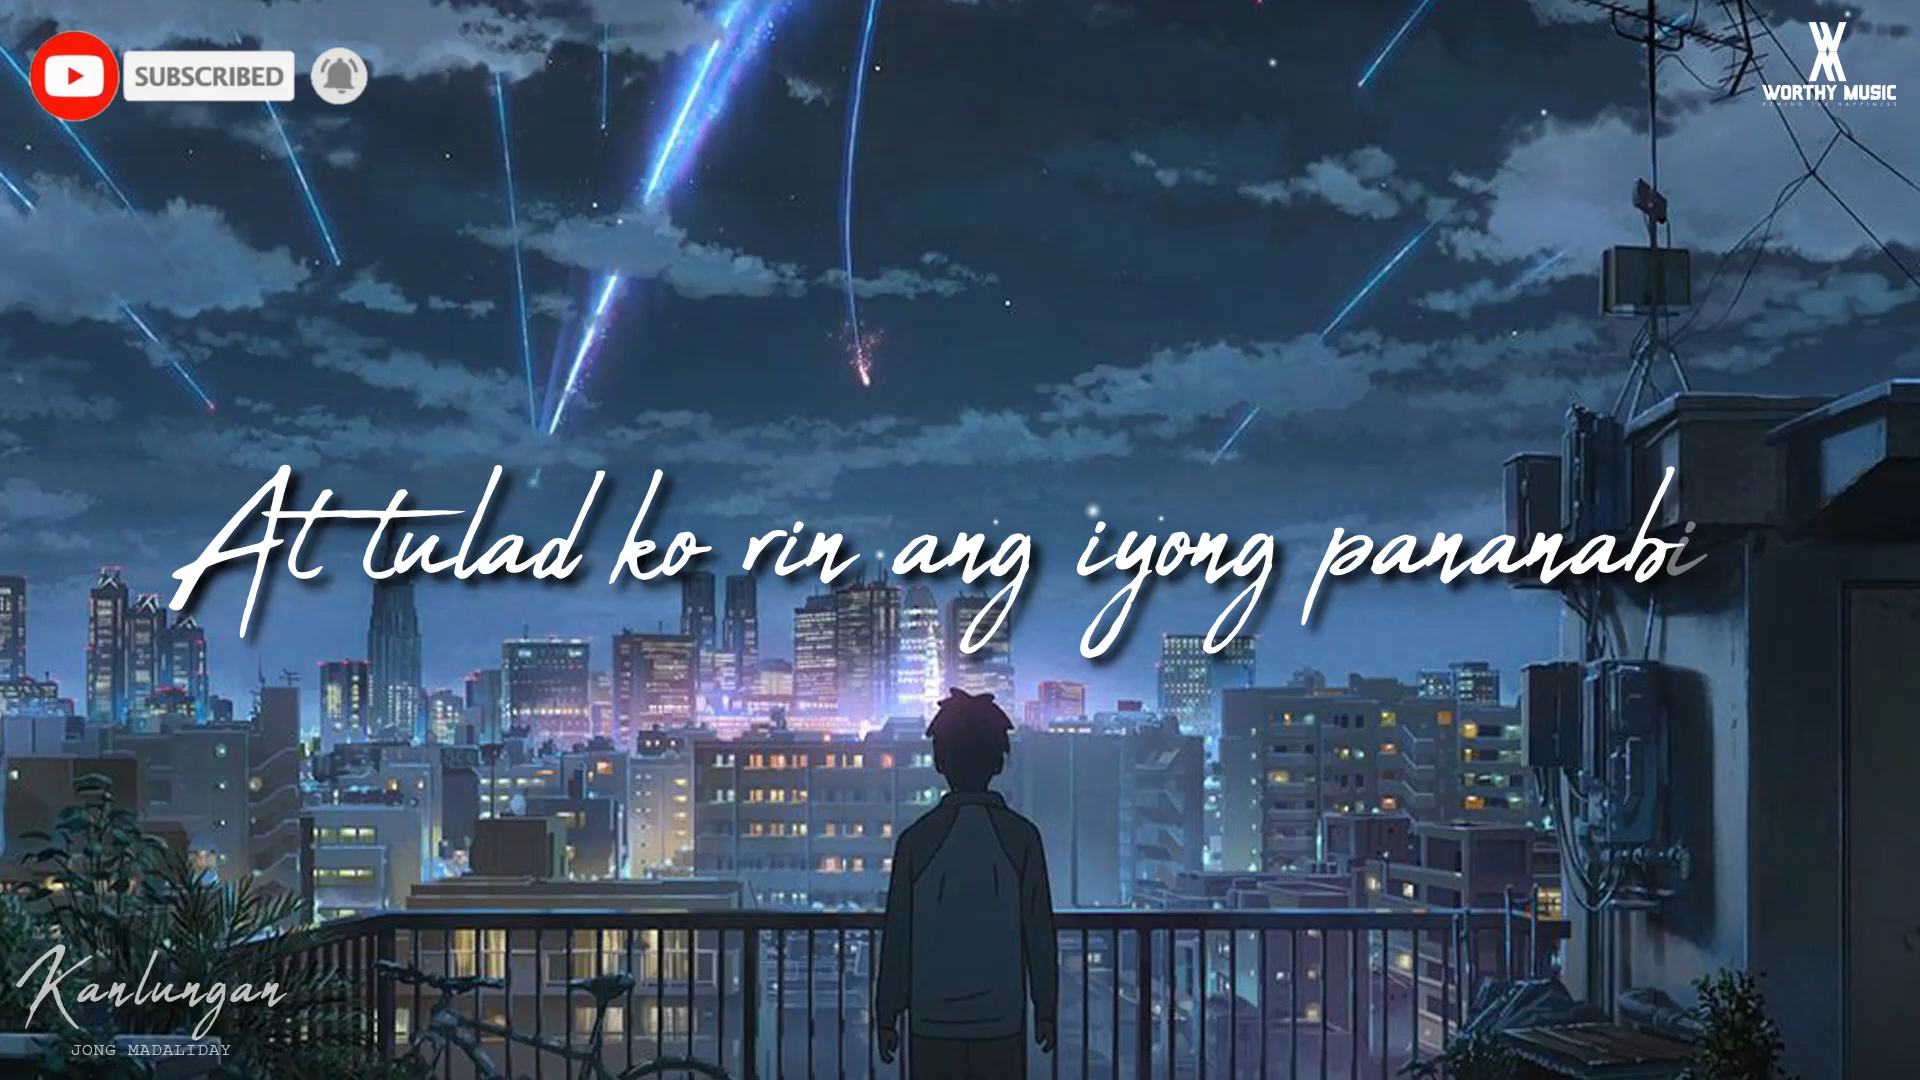 SUBSCRIBED
WORTHY MUSIC
At tulad ko rin ang iyong pananabi
Kanlungan
JONG MADALIDAY